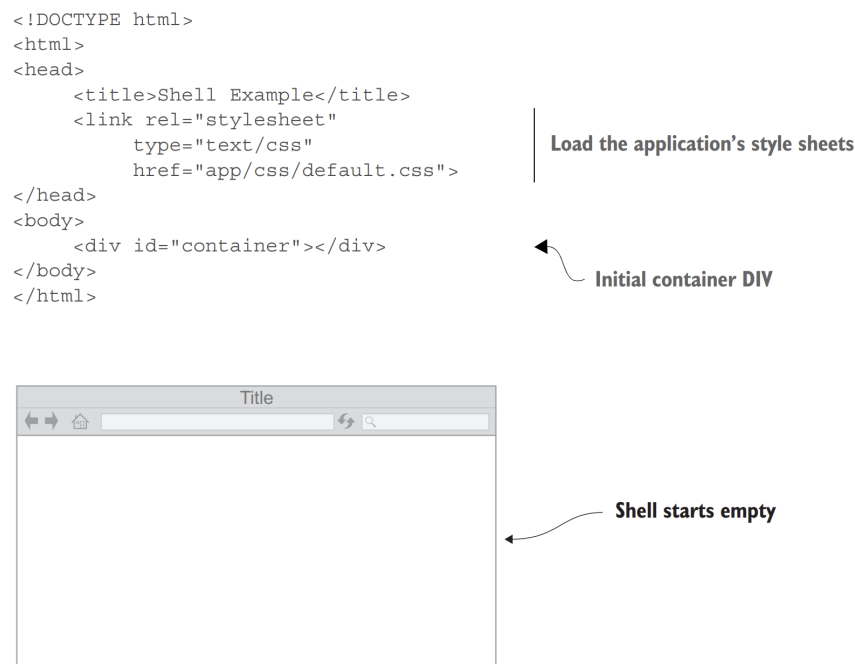 <!DOCTYPE html>
<html>
<head>
<title>Shell Example</title>
<link rel="stylesheet"
type="text/css"
href="app/css/default.css">
Load the application's style sheets
</head>
<body>
<div id="container"></div>
Initial container DIV
</body>
</html>
Title
Shell starts empty